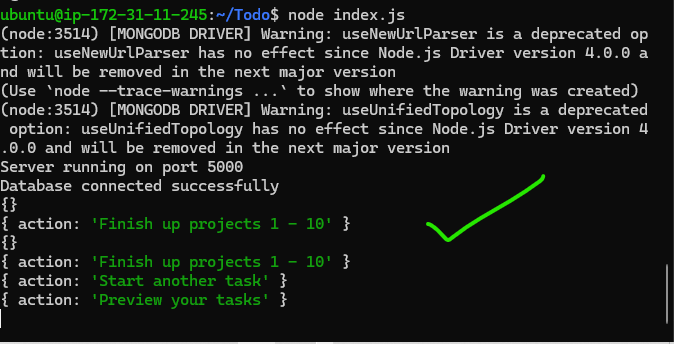 ubuntu@ip-172-31-11-245:~/Todo$ node index.js
(node:3514) [MONGODB DRIVER] Warning: useNewUrlParser is a deprecated op
tion: useNewUrlParser has no effect since Node.js Driver version 4.0.0 a
nd will be removed in the next major version
(Use `node --trace-warnings ...` to show where the warning was created)
(node:3514) [MONGODB DRIVER] Warning: useUnifiedTopology is a deprecated
 option: useUnifiedTopology has no effect since Node.js Driver version 4
.0.0 and will be removed in the next major version
Server running on port 5000
Database connected successfully
{}
{ action: 'Finish up projects 1 - 10' }
{}
{ action: 'Finish up projects 1 - 10' }
{ action: 'Start another task' }
{ action: 'Preview your tasks' }